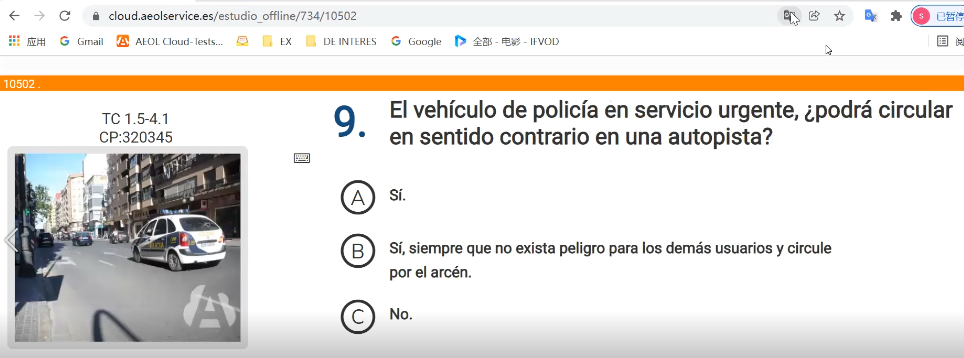 cloud.aeolservice.es/estudio_offline/734/10502
已暂停
应用 Gmail AEOL Cloud-Tests... EX DE INTERES Google 全部 - 电影 - IFVOD 阅
10502 .
TC 1.5-4.1
CP:320345
9. El vehículo de policía en servicio urgente, ¿podrá circular
en sentido contrario en una autopista?
A Sí.
B Sí, siempre que no exista peligro para los demás usuarios y circule
por el arcén.
C No.